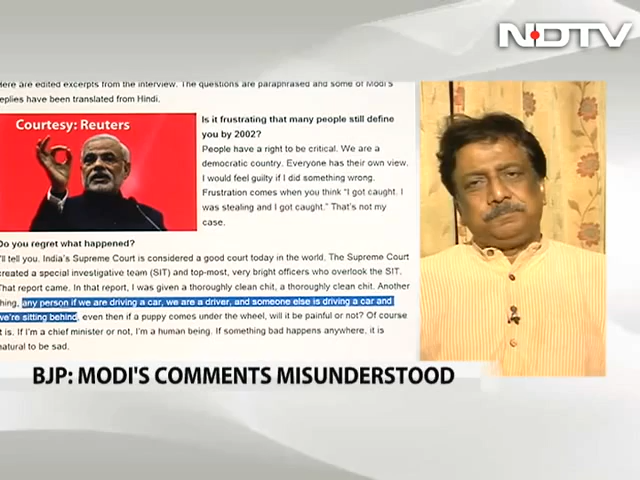 NDTV
Here are edited excerpts from the interview. The questions are paraphrased and some of Modi's
replies have been translated from Hindi.
Courtesy: Reuters
Is it frustrating that many people still define
you by 2002?
People have a right to be critical. We are a
democratic country. Everyone has their own view.
I would feel guilty if I did something wrong.
Frustration comes when you think "I got caught. I
was stealing and I got caught." That's not my
case.
Do you regret what happened?
I'll tell you. India's Supreme Court is considered a good court today in the world. The Supreme Court
created a special investigative team (SIT) and top-most, very bright officers who overlook the SIT.
That report came. In that report, I was given a thoroughly clean chit, a thoroughly clean chit. Another
thing, any person if we are driving a car, we are a driver, and someone else is driving a car and
we're sitting behind, even then if a puppy comes under the wheel, will it be painful or not? Of course
it is. If I'm a chief minister or not, I'm a human being. If something bad happens anywhere, it is
natural to be sad.
BJP: MODI'S COMMENTS MISUNDERSTOOD